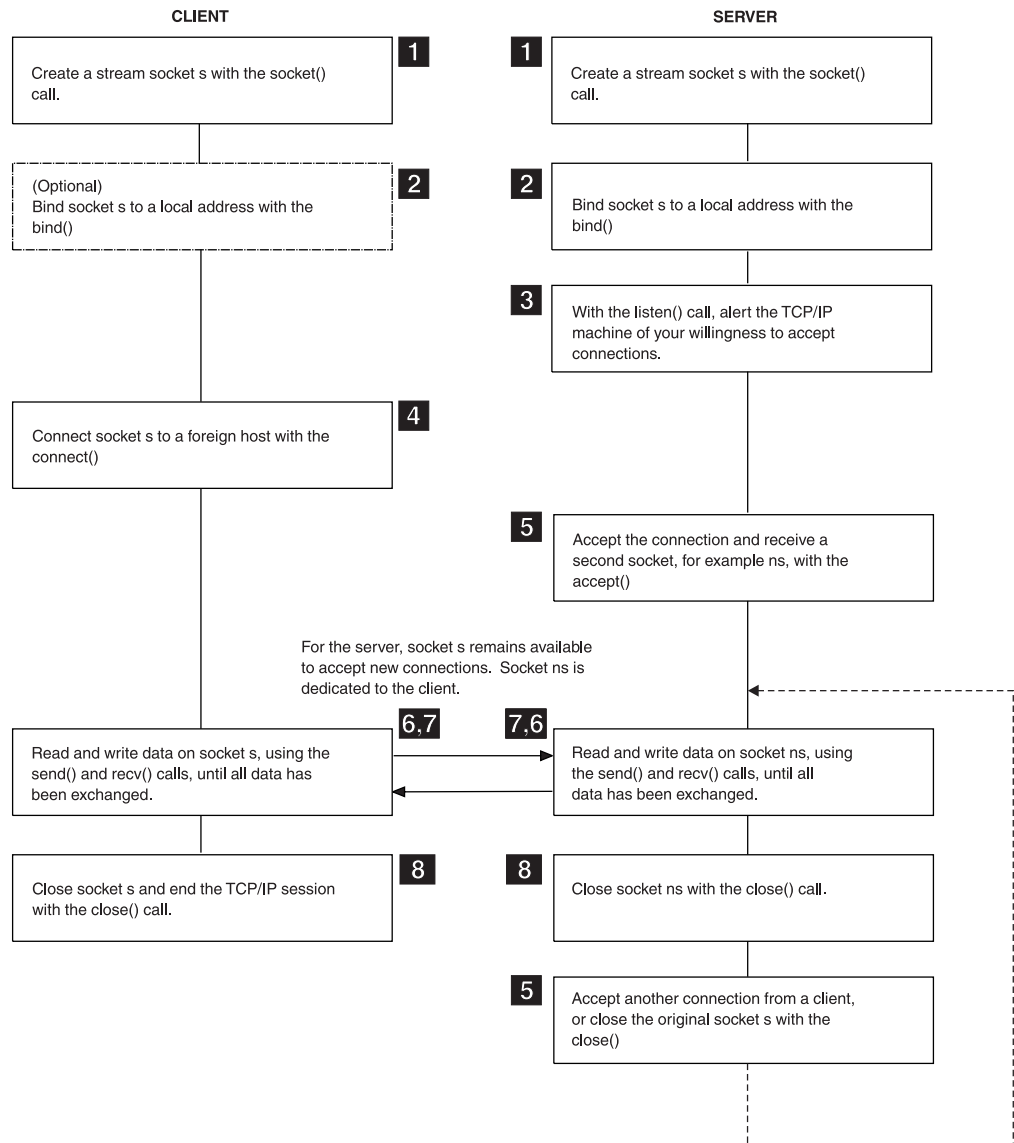 CLIENT
SERVER
1
Create a stream socket s with the socket()
call.
1
Create a stream socket s with the socket()
call.
2
(Optional)
Bind socket s to a local address with the
bind()
2
Bind socket s to a local address with the
bind()
3
With the listen() call, alert the TCP/IP
machine of your willingness to accept
connections.
4
Connect socket s to a foreign host with the
connect()
5
Accept the connection and receive a
second socket, for example ns, with the
accept()
For the server, socket s remains available
to accept new connections. Socket ns is
dedicated to the client.
6,7
7,6
Read and write data on socket s, using the
send() and recv() calls, until all data has
been exchanged.
Read and write data on socket ns, using
the send() and recv() calls, until all
data has been exchanged.
8
Close socket s and end the TCP/IP session
with the close() call.
8
Close socket ns with the close() call.
5
Accept another connection from a client,
or close the original socket s with the
close()